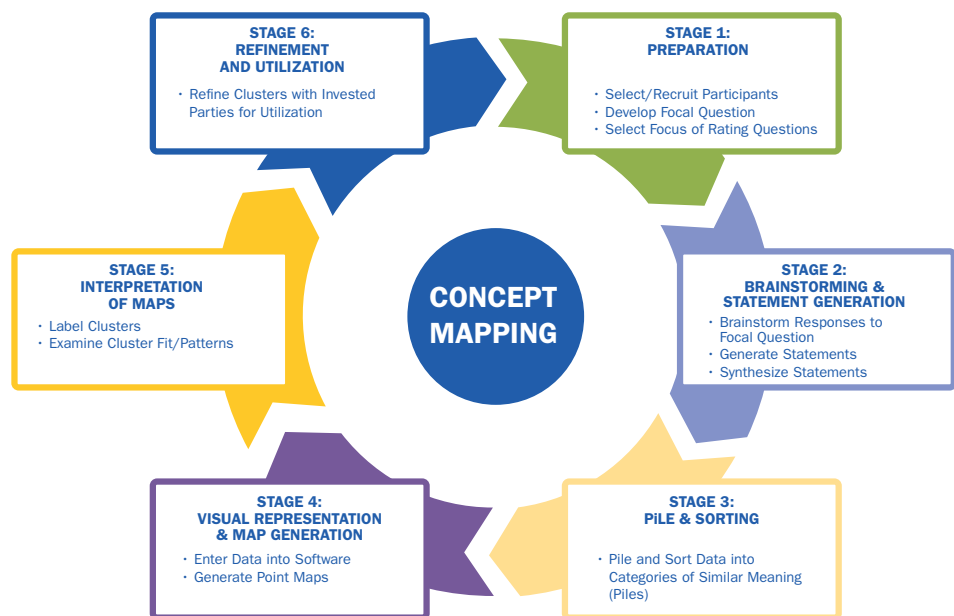 STAGE 6:
REFINEMENT
AND UTILIZATION
• Refine Clusters with Invested
Parties for Utilization
STAGE 1:
PREPARATION
• Select/Recruit Participants
• Develop Focal Question
• Select Focus of Rating Questions
STAGE 5:
INTERPRETATION
OF MAPS
• Label Clusters
• Examine Cluster Fit/Patterns
CONCEPT
MAPPING
STAGE 2:
BRAINSTORMING &
STATEMENT GENERATION
• Brainstorm Responses to
Focal Question
• Generate Statements
• Synthesize Statements
STAGE 4:
VISUAL REPRESENTATION
& MAP GENERATION
• Enter Data into Software
• Generate Point Maps
STAGE 3:
PiLE & SORTING
• Pile and Sort Data into
Categories of Similar Meaning
(Piles)